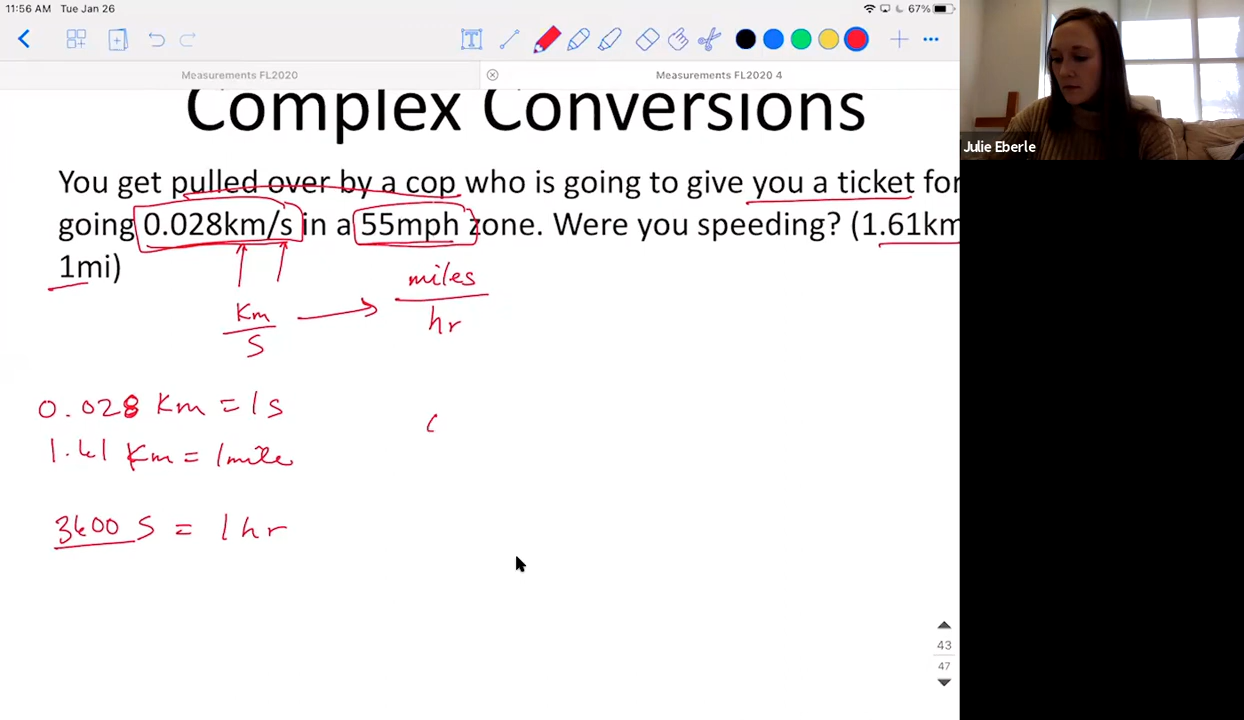 11:56 AM Tue Jan 26
67%
Measurements FL2020
Measurements FL2020 4
Julie Eberle
Complex Conversions
You get pulled over by a cop who is going to give you a ticket for
going 0.028km/s in a 55mph zone. Were you speeding? (1.61km
1mi)
Km
S
miles
hr
0.028 Km = 1s
1.61 Km = 1mile
3600 S = 1hr
43
47